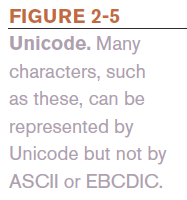 FIGURE 2-5
Unicode. Many
characters, such
as these, can be
represented by
Unicode but not by
ASCII or EBCDIC.